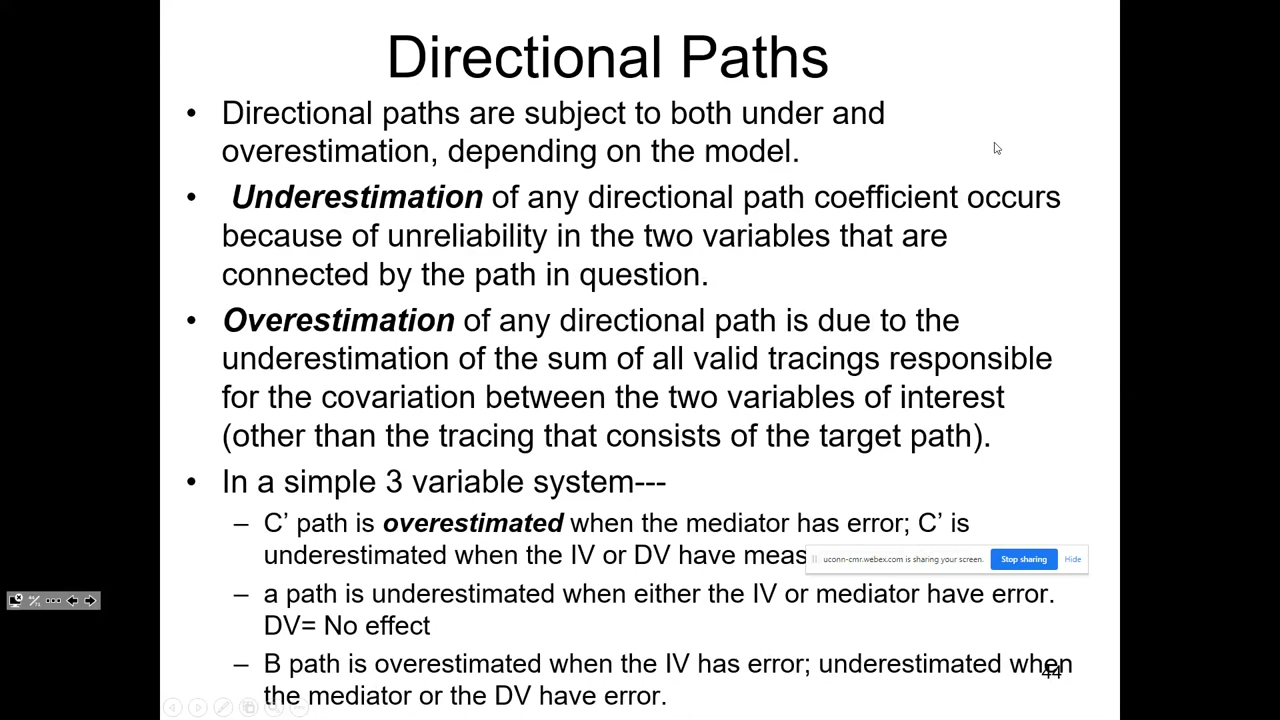 Directional Paths
• Directional paths are subject to both under and
overestimation, depending on the model.
• Underestimation of any directional path coefficient occurs
because of unreliability in the two variables that are
connected by the path in question.
• Overestimation of any directional path is due to the
underestimation of the sum of all valid tracings responsible
for the covariation between the two variables of interest
(other than the tracing that consists of the target path).
• In a simple 3 variable system---
– C’ path is overestimated when the mediator has error; C’ is
underestimated when the IV or DV have meas
uconn-cmr.webex.com is sharing your screen. Stop sharing Hide
– a path is underestimated when either the IV or mediator have error.
DV= No effect
– B path is overestimated when the IV has error; underestimated when
the mediator or the DV have error.
44